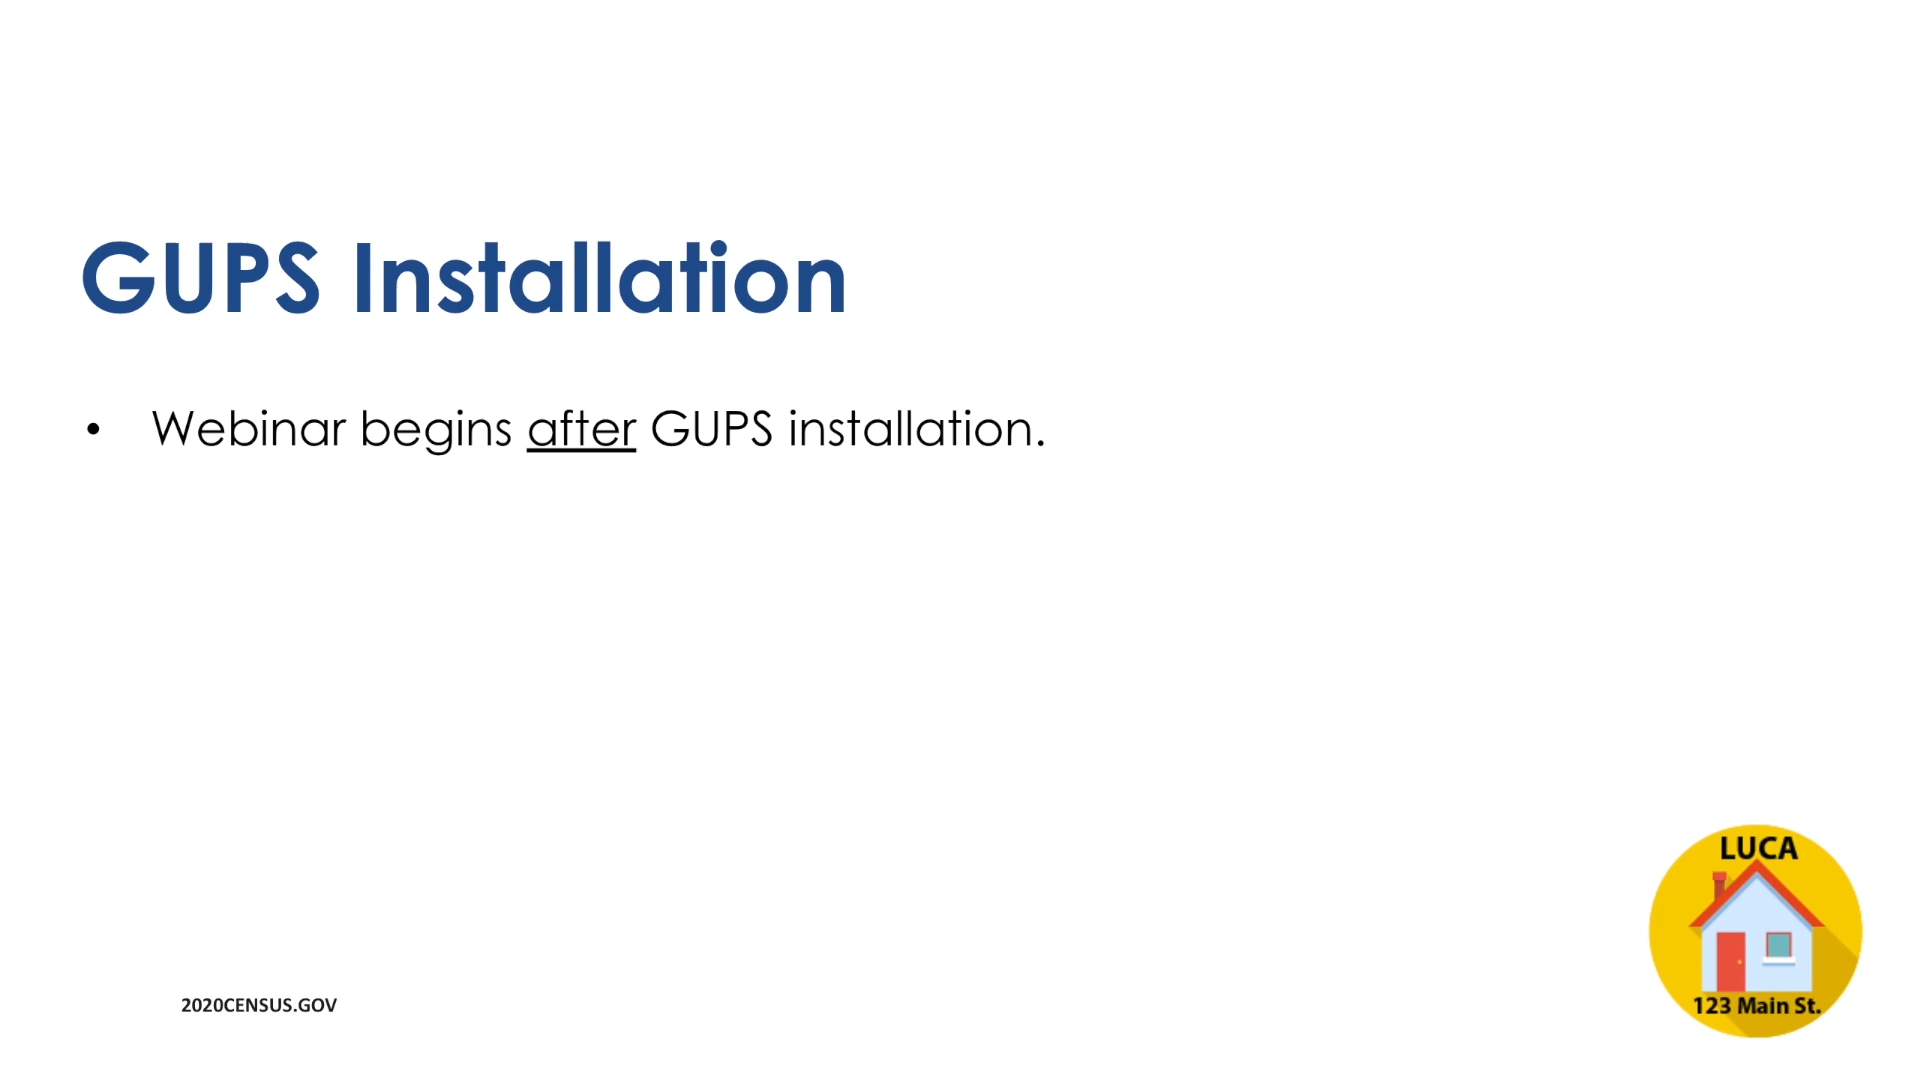 GUPS Installation
• Webinar begins after GUPS installation.
LUCA
123 Main St.
2020CENSUS.GOV